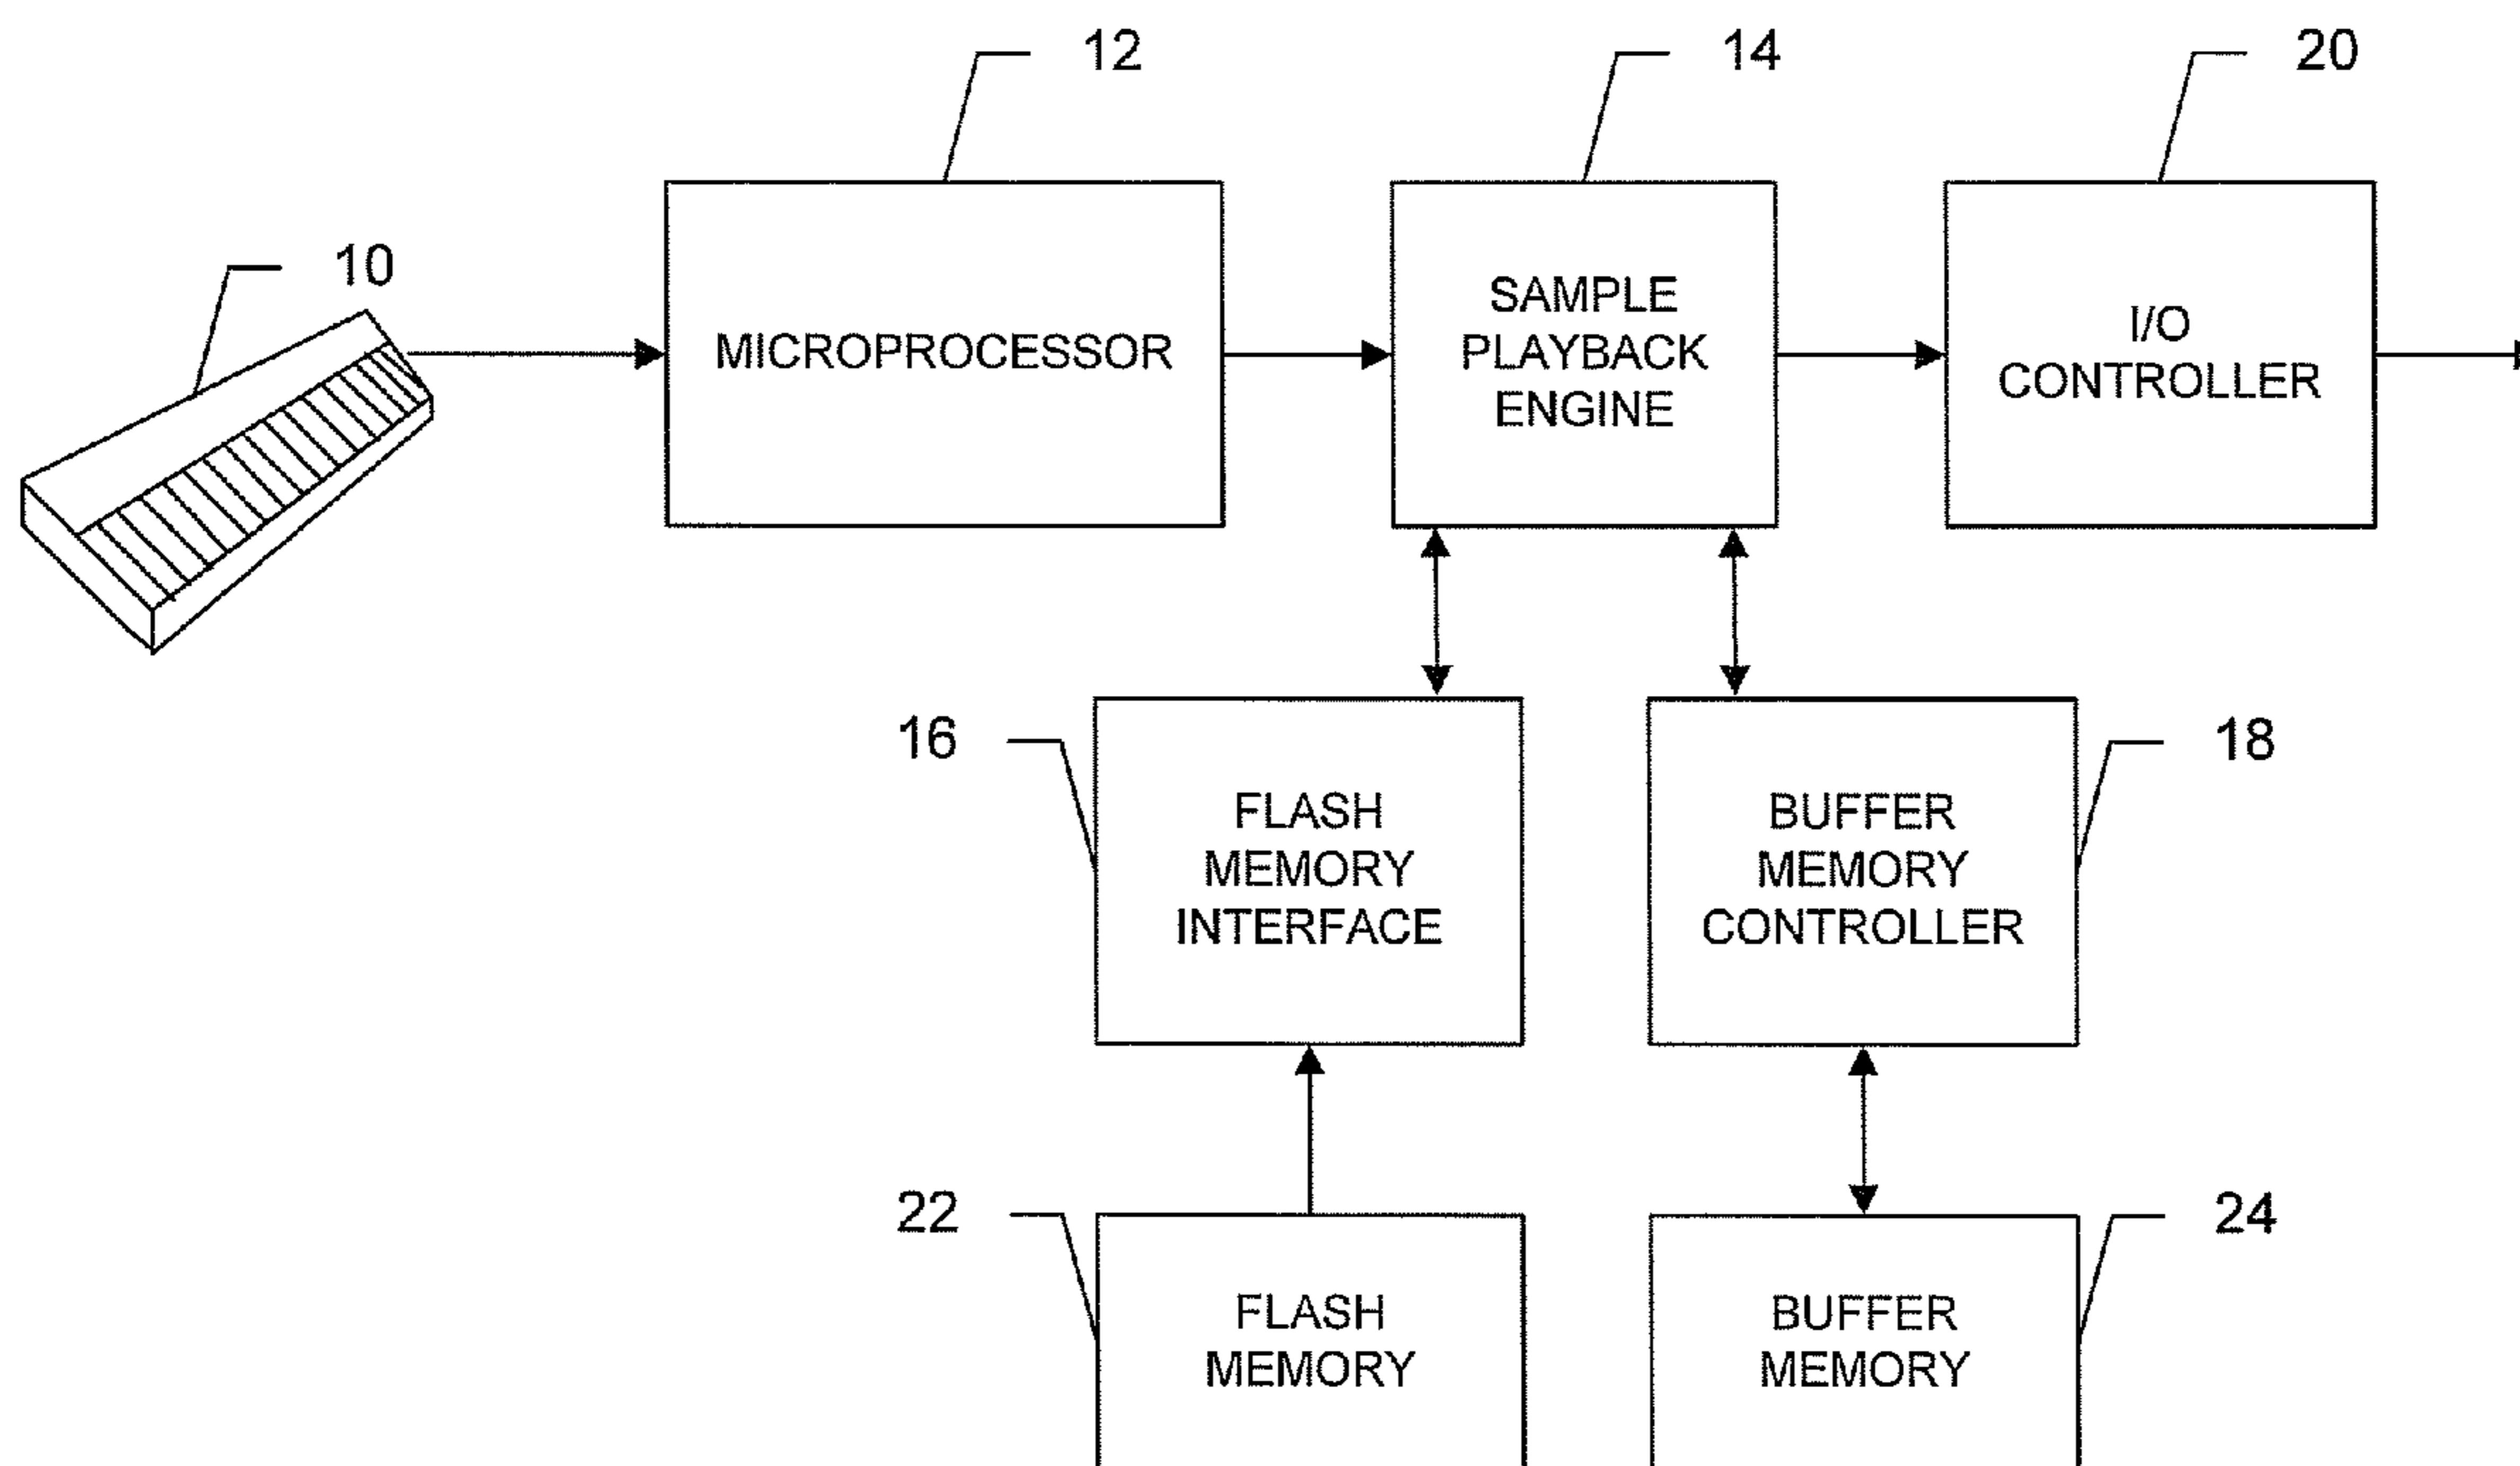 12
14
20
10
MICROPROCESSOR
SAMPLE
PLAYBACK
ENGINE
I/O
CONTROLLER
16
FLASH
MEMORY
INTERFACE
18
BUFFER
MEMORY
CONTROLLER
22
FLASH
MEMORY
24
BUFFER
MEMORY